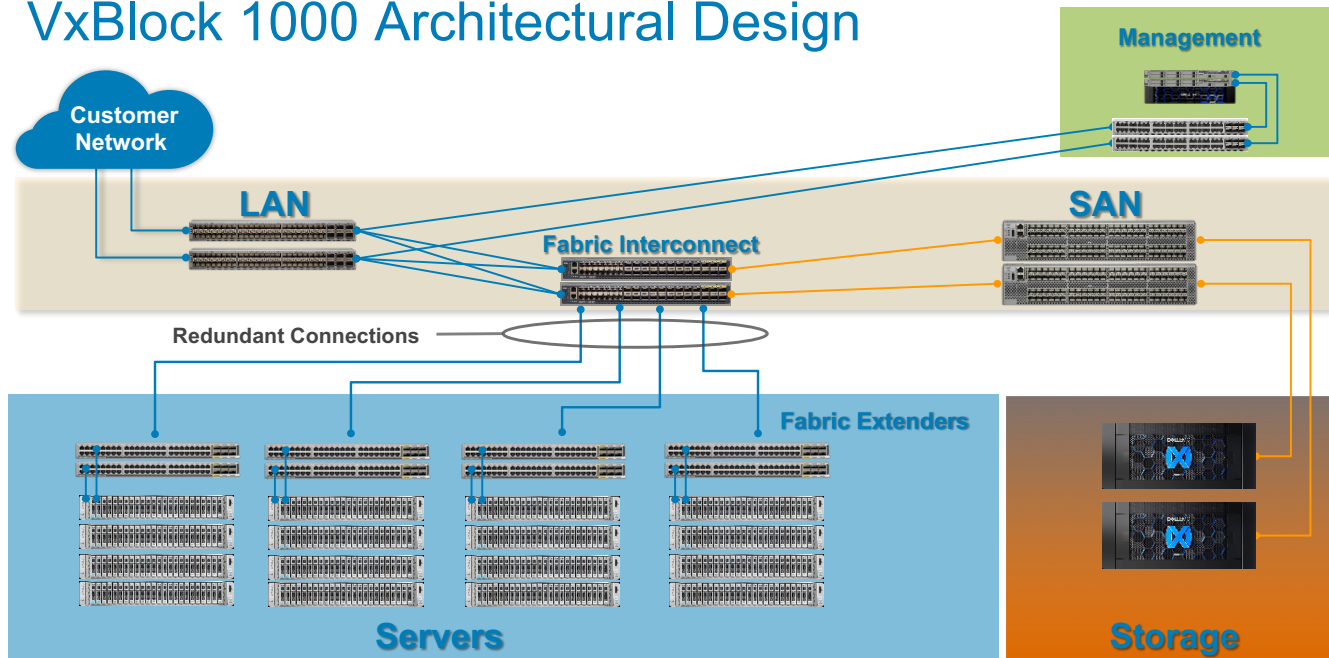 VxBlock 1000 Architectural Design
Management
Customer
Network
LAN
SAN
Fabric Interconnect
Redundant Connections
Fabric Extenders
Servers
Storage